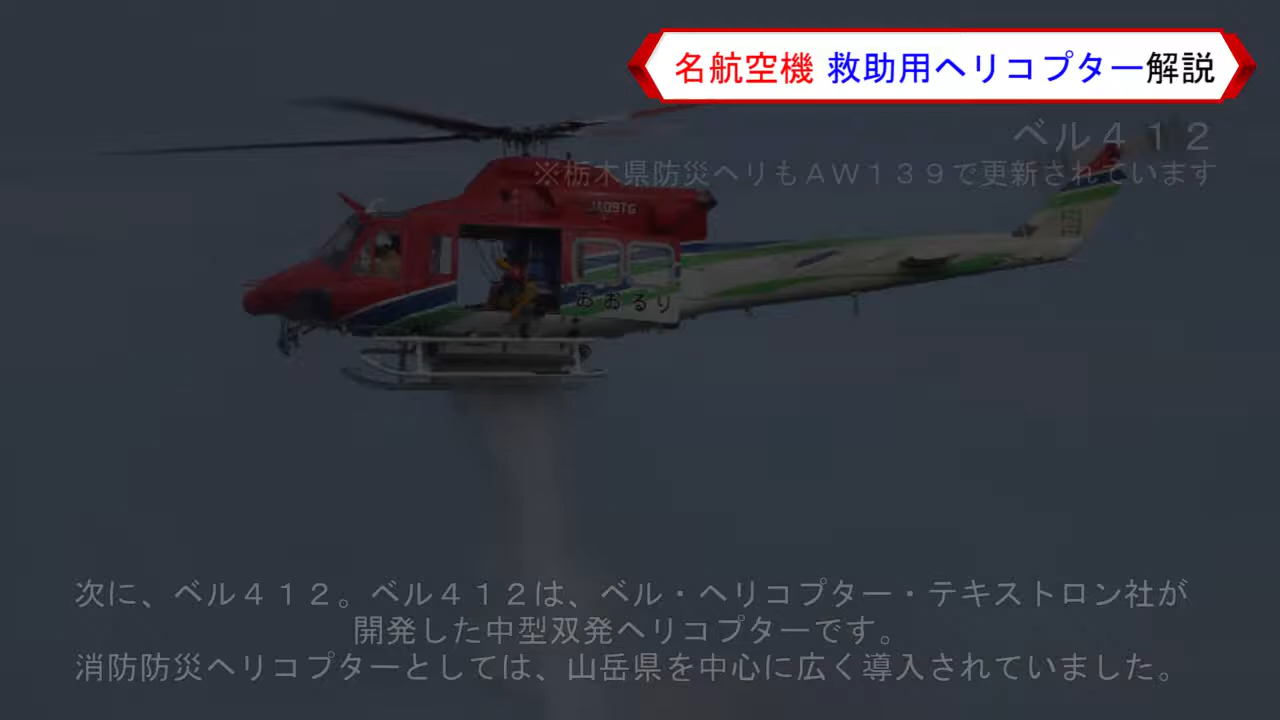 名航空機 救助用ヘリコプター解説
ベル４１２
※栃木県防災ヘリもＡＷ１３９で更新されています
JA09TG
おおるり
次に、ベル４１２。ベル４１２は、ベル・ヘリコプター・テキストロン社が
開発した中型双発ヘリコプターです。
消防防災ヘリコプターとしては、山岳県を中心に広く導入されていました。